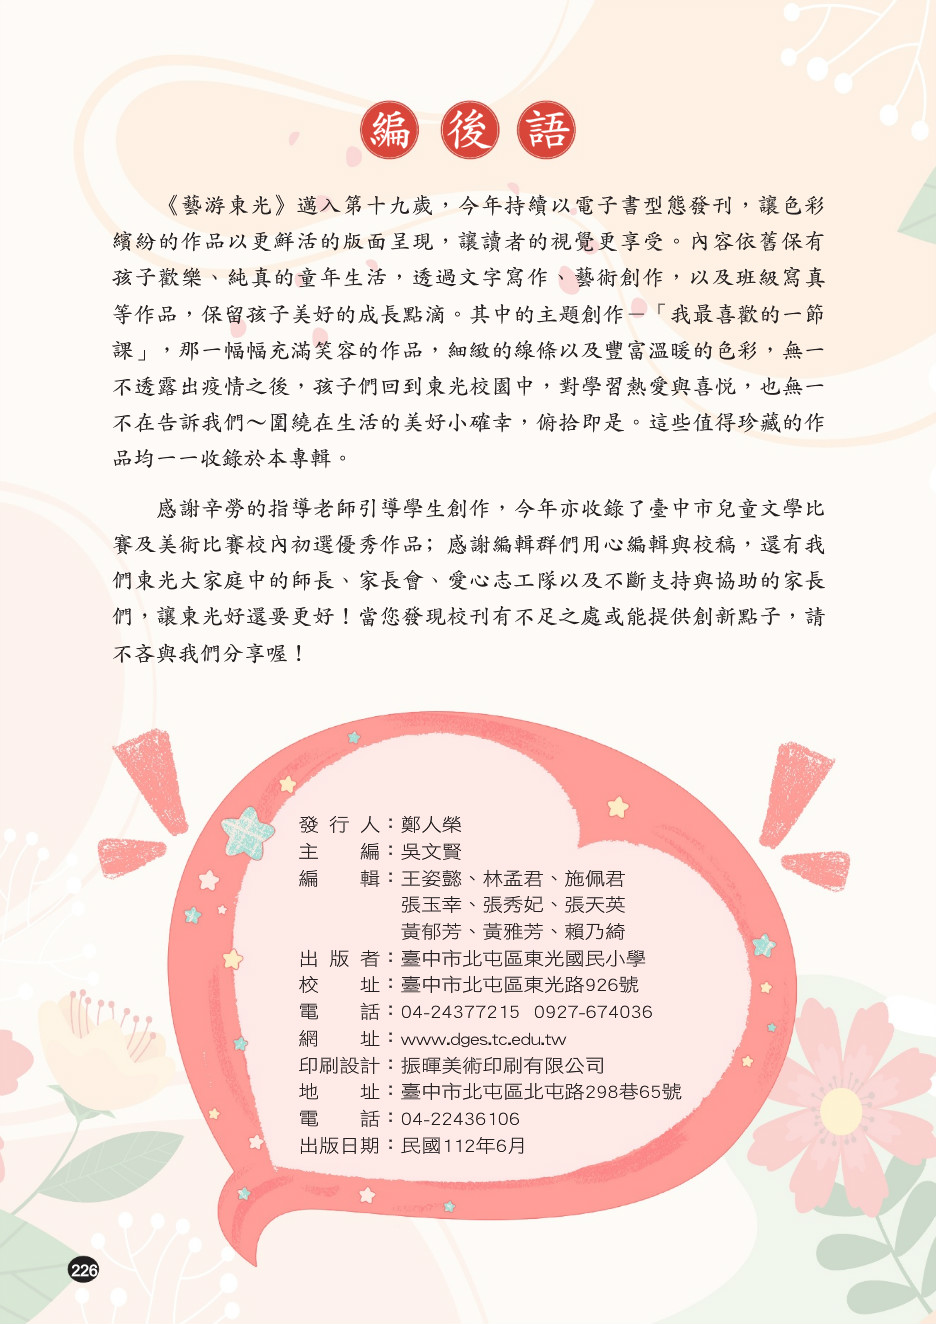 編後語
《藝游東光》邁入第十九歲，今年持續以電子書型態發刊，讓色彩
繽紛的作品以更鮮活的版面呈現，讓讀者的視覺更享受。內容依舊保有
孩子歡樂、純真的童年生活，透過文字寫作、藝術創作，以及班級寫真
等作品，保留孩子美好的成長點滴。其中的主題創作—「我最喜歡的一節
課」，那一幅幅充滿笑容的作品，細緻的線條以及豐富溫暖的色彩，無一
不透露出疫情之後，孩子們回到東光校園中，對學習熱愛與喜悅，也無一
不在告訴我們～圍繞在生活的美好小確幸，俯拾即是。這些值得珍藏的作
品均一一收錄於本專輯。
感謝辛勞的指導老師引導學生創作，今年亦收錄了臺中市兒童文學比
賽及美術比賽校內初選優秀作品；感謝編輯群們用心編輯與校稿，還有我
們東光大家庭中的師長、家長會、愛心志工隊以及不斷支持與協助的家長
們，讓東光好還要更好！當您發現校刊有不足之處或能提供創新點子，請
不吝與我們分享喔！
發行人：鄭人榮
主編：吳文賢
編輯：王姿懿、林孟君、施佩君
張玉幸、張秀妃、張天英
黃郁芳、黃雅芳、賴乃綺
出版者：臺中市北屯區東光國民小學
校址：臺中市北屯區東光路926號
電話：04-24377215 0927-674036
網址：www.dges.tc.edu.tw
印刷設計：振暉美術印刷有限公司
地址：臺中市北屯區北屯路298巷65號
電話：04-22436106
出版日期：民國112年6月
226